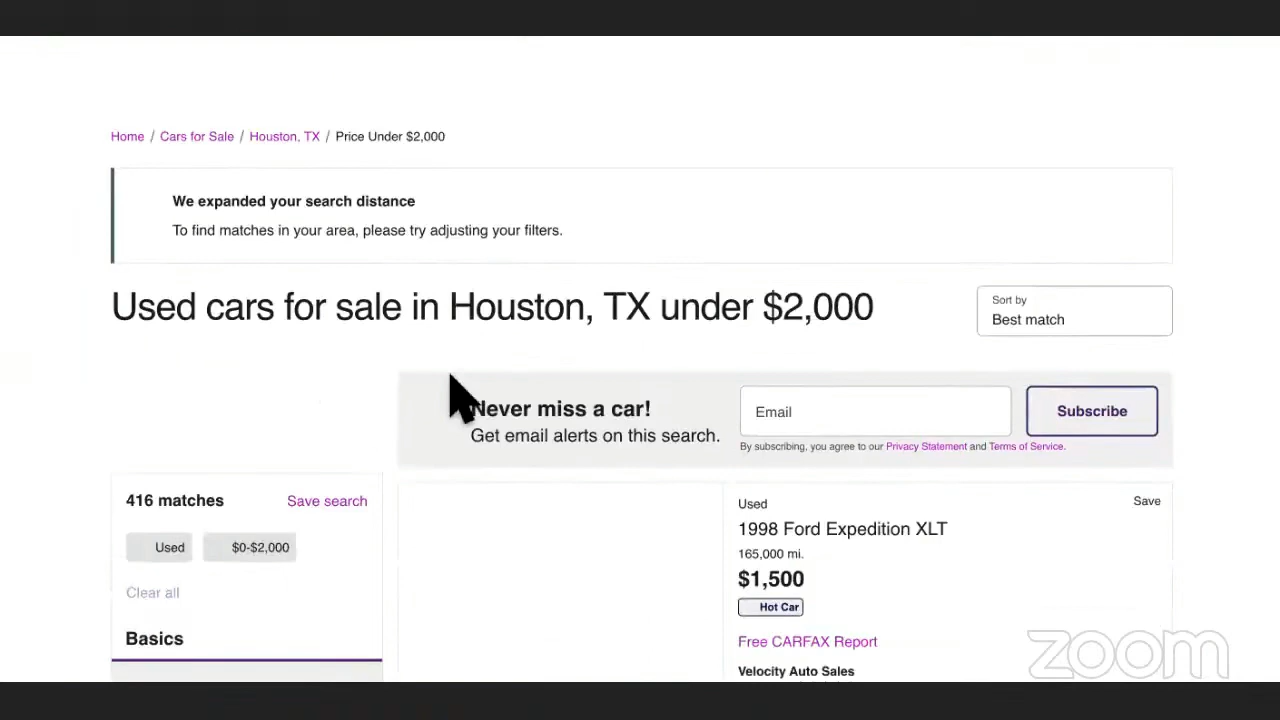 Home / Cars for Sale / Houston, TX / Price Under $2,000
We expanded your search distance
To find matches in your area, please try adjusting your filters.
Used cars for sale in Houston, TX under $2,000
Sort by
Best match
Never miss a car!
Get email alerts on this search.
Email
Subscribe
By subscribing, you agree to our Privacy Statement and Terms of Service.
416 matches
Save search
Used
$0-$2,000
Clear all
Basics
Used
Save
1998 Ford Expedition XLT
165,000 mi.
$1,500
Hot Car
Free CARFAX Report
Velocity Auto Sales
zoom